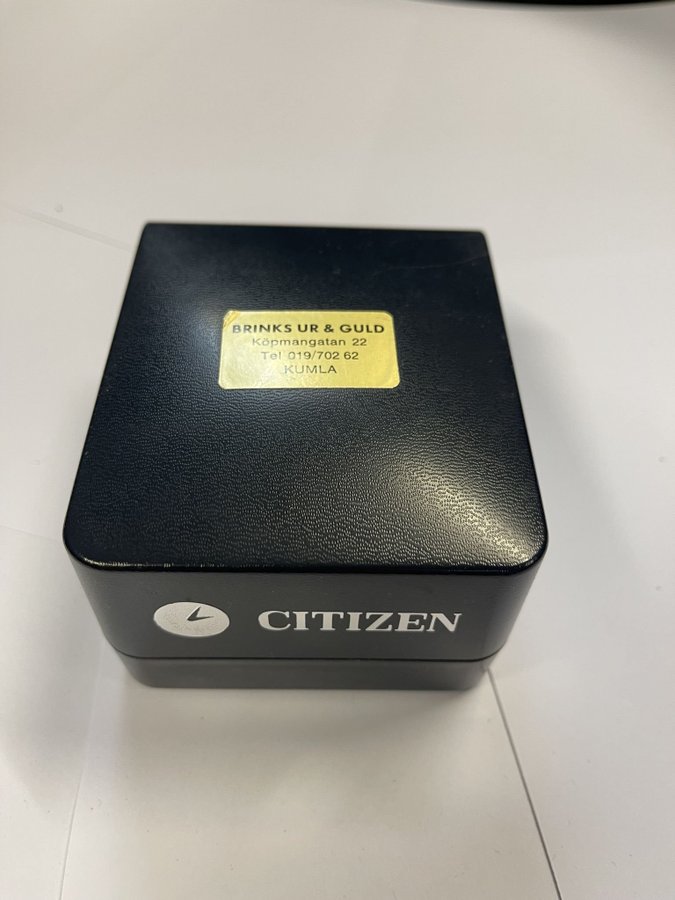 BRINKS UR & GULD
Köpmangatan 22
Tel 019/702 62
KUMLA
CITIZEN